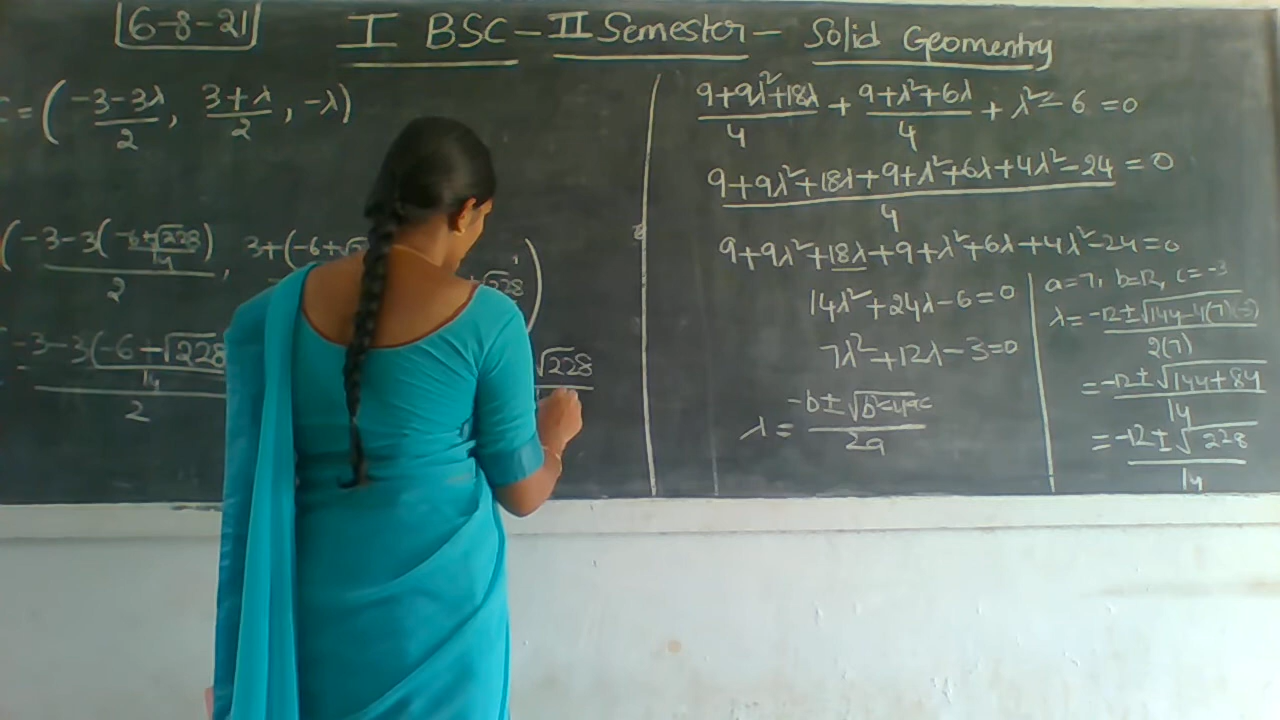 6-8-21
I BSC - II Semester - Solid Geomentry
= (-3-3λ/2, 3+λ/2, -λ)
(-3-3(-6+√228/14)/2, 3+(-6+√
√228
)
-3-3(-6+√228/14
2
√228
9+9λ²+18λ/4 + 9+λ²+6λ/4 + λ² - 6 = 0
9+9λ²+18λ+9+λ²+6λ+4λ²-24/4 = 0
9+9λ²+18λ+9+λ²+6λ+4λ²-24=0
14λ²+24λ-6=0
7λ²+12λ-3=0
λ = -b±√b²-4ac/2a
a=7, b=12, c=-3
λ = -12±√144-4(7)(-3)/2(7)
= -12±√144+84/14
= -12±√228/14